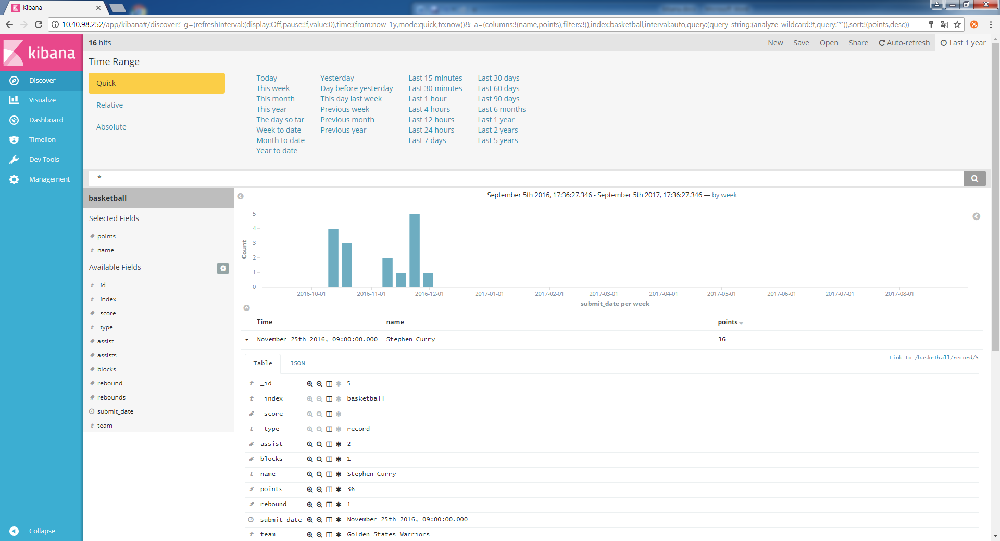 Kibana
10.40.98.252/app/kibana#/discover?_g=(refreshInterval:(display:Off,pause:!f,value:0),time:(from:now-1y,mode:quick,to:now))&_a=(columns:!(name,points),filters:!(),index:basketball,interval:auto,query:(query_string:(analyze_wildcard:!t,query:'*')),sort:!(points,desc))
kibana
Discover
Visualize
Dashboard
Timelion
Dev Tools
Management
Collapse
16 hits
New Save Open Share Auto-refresh Last 1 year
Time Range
Quick
Relative
Absolute
Today Yesterday Last 15 minutes Last 30 days
This week Day before yesterday Last 30 minutes Last 60 days
This month This day last week Last 1 hour Last 90 days
This year Previous week Last 4 hours Last 6 months
The day so far Previous month Last 12 hours Last 1 year
Week to date Previous year Last 24 hours Last 2 years
Month to date Last 7 days Last 5 years
Year to date
*
basketball
Selected Fields
# points
t name
Available Fields
t _id
t _index
# _score
t _type
# assist
# assists
# blocks
# rebound
# rebounds
submit_date
t team
September 5th 2016, 17:36:27.346 - September 5th 2017, 17:36:27.346 — by week
Count
5
4
3
2
1
0
2016-10-01 2016-11-01 2016-12-01 2017-01-01 2017-02-01 2017-03-01 2017-04-01 2017-05-01 2017-06-01 2017-07-01 2017-08-01
submit_date per week
Time name points
November 25th 2016, 09:00:00.000 Stephen Curry 36
Table JSON Link to /basketball/record/5
t _id 5
t _index basketball
# _score -
t _type record
# assist 2
# blocks 1
t name Stephen Curry
# points 36
# rebound 1
submit_date November 25th 2016, 09:00:00.000
t team Golden States Warriors